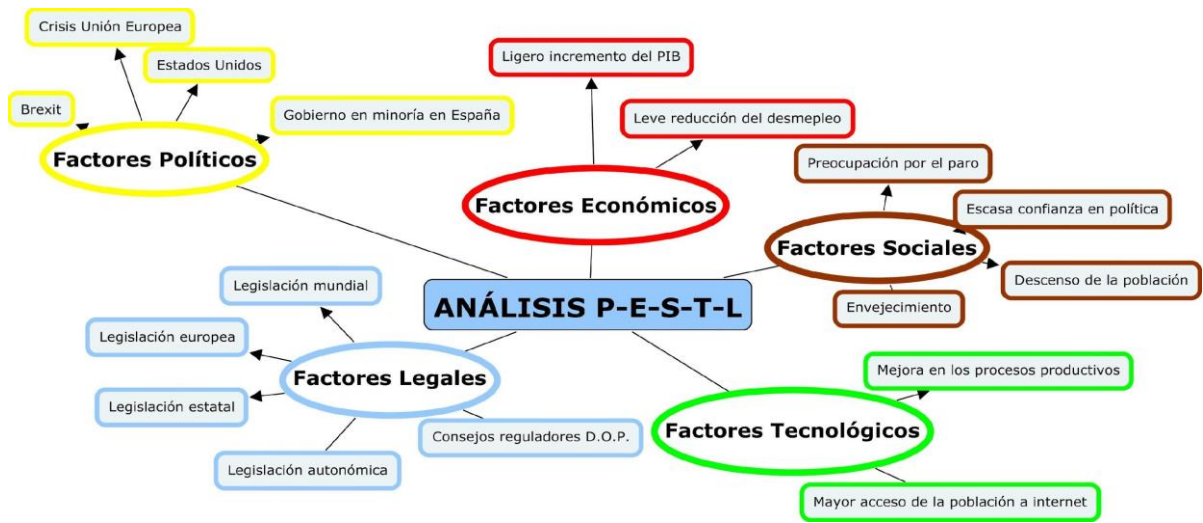 Crisis Unión Europea
Estados Unidos
Brexit
Gobierno en minoría en España
Factores Políticos
Ligero incremento del PIB
Leve reducción del desmepleo
Factores Económicos
Preocupación por el paro
Escasa confianza en política
Factores Sociales
Descenso de la población
Envejecimiento
ANÁLISIS P-E-S-T-L
Legislación mundial
Legislación europea
Factores Legales
Legislación estatal
Consejos reguladores D.O.P.
Legislación autonómica
Mejora en los procesos productivos
Factores Tecnológicos
Mayor acceso de la población a internet